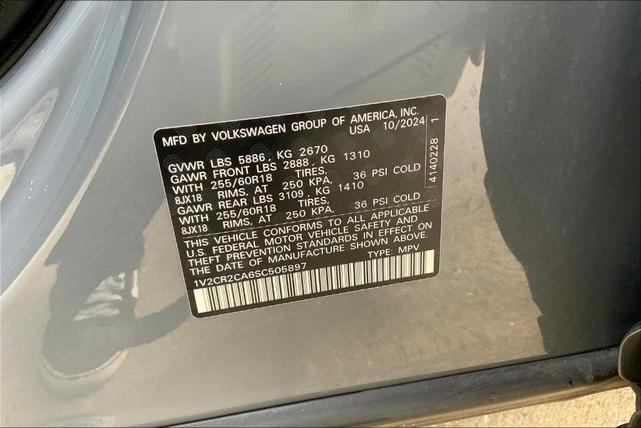 MFD BY VOLKSWAGEN GROUP OF AMERICA, INC.
USA 10/2024
GVWR LBS 5886, KG 2670
GAWR FRONT LBS 2888, KG 1310
WITH 255/60R18 TIRES,
8JX18 RIMS, AT 250 KPA, 36 PSI COLD
GAWR REAR LBS 3109, KG 1410
WITH 255/60R18 TIRES,
8JX18 RIMS, AT 250 KPA, 36 PSI COLD
THIS VEHICLE CONFORMS TO ALL APPLICABLE
U.S. FEDERAL MOTOR VEHICLE SAFETY AND
THEFT PREVENTION STANDARDS IN EFFECT ON
THE DATE OF MANUFACTURE SHOWN ABOVE.
1V2CR2CA6SC505897 TYPE: MPV
4140228 1